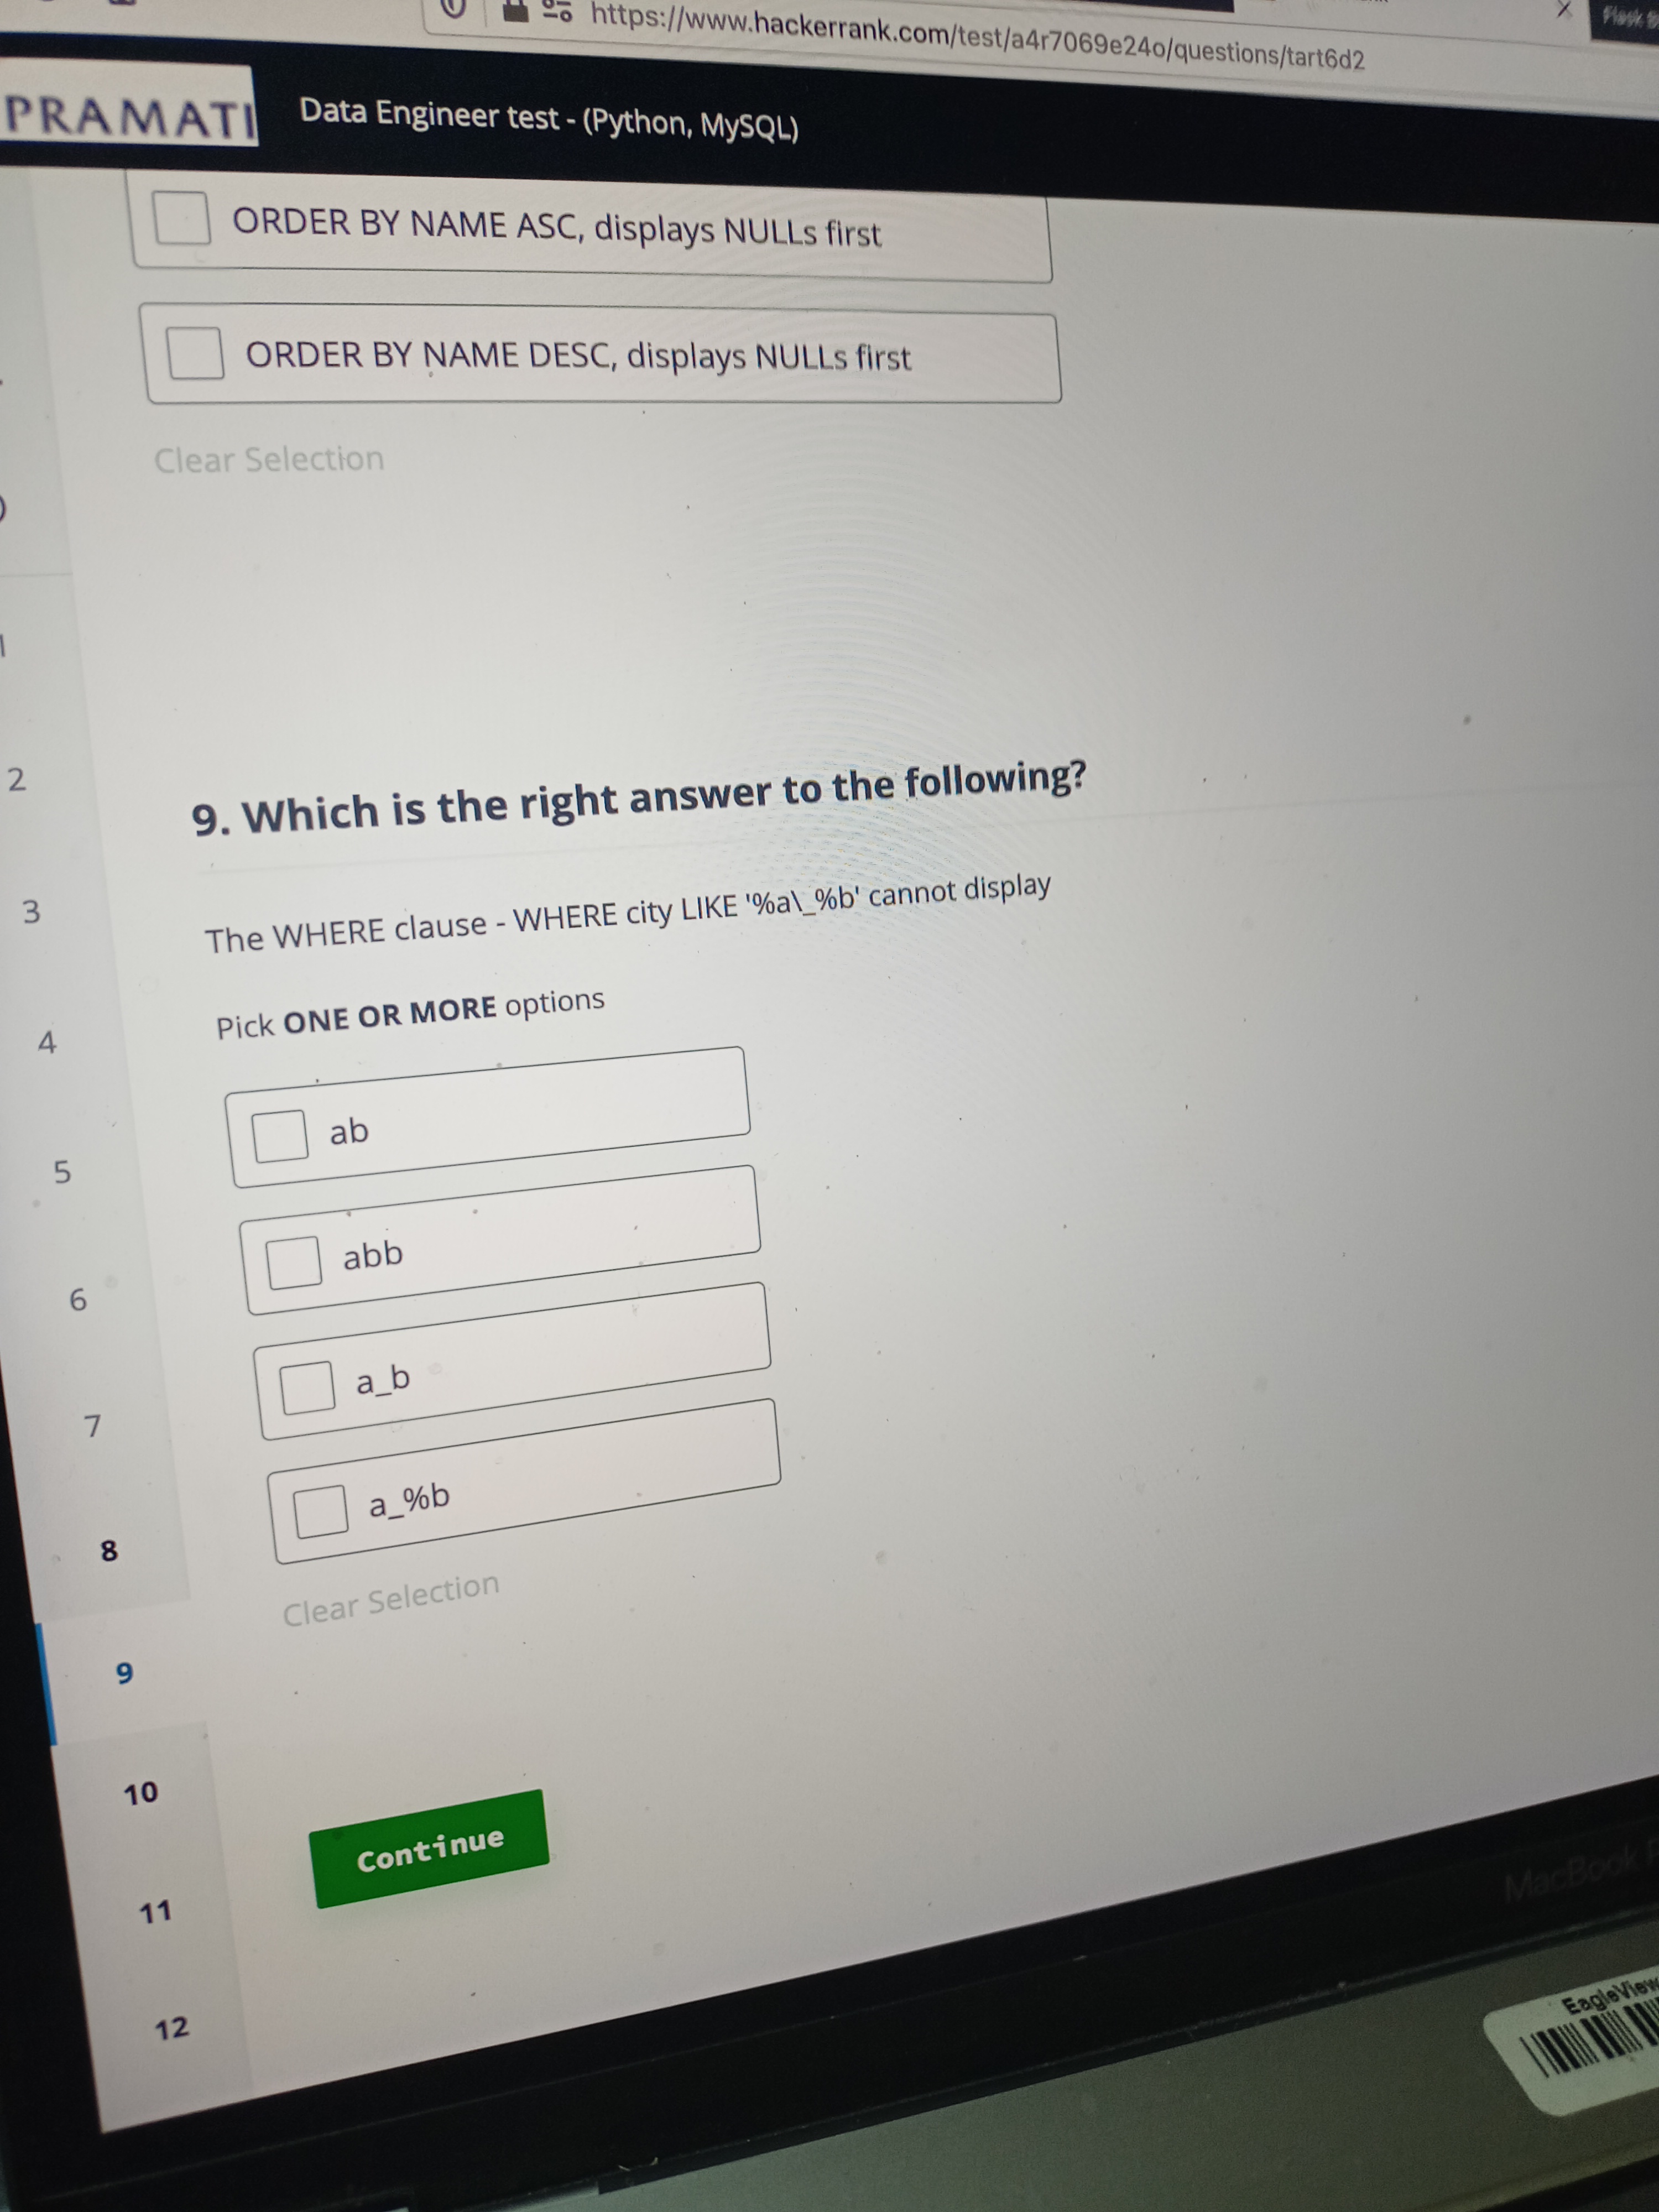 https://www.hackerrank.com/test/a4r7069e24o/questions/tart6d2
PRAMATI
Data Engineer test - (Python, MySQL)
ORDER BY NAME ASC, displays NULLs first
ORDER BY NAME DESC, displays NULLs first
Clear Selection
9. Which is the right answer to the following?
The WHERE clause - WHERE city LIKE '%a\_%b' cannot display
Pick ONE OR MORE options
ab
abb
a_b
a_%b
Clear Selection
Continue
1
2
3
4
5
6
7
8
9
10
11
12
MacBook
EagleView